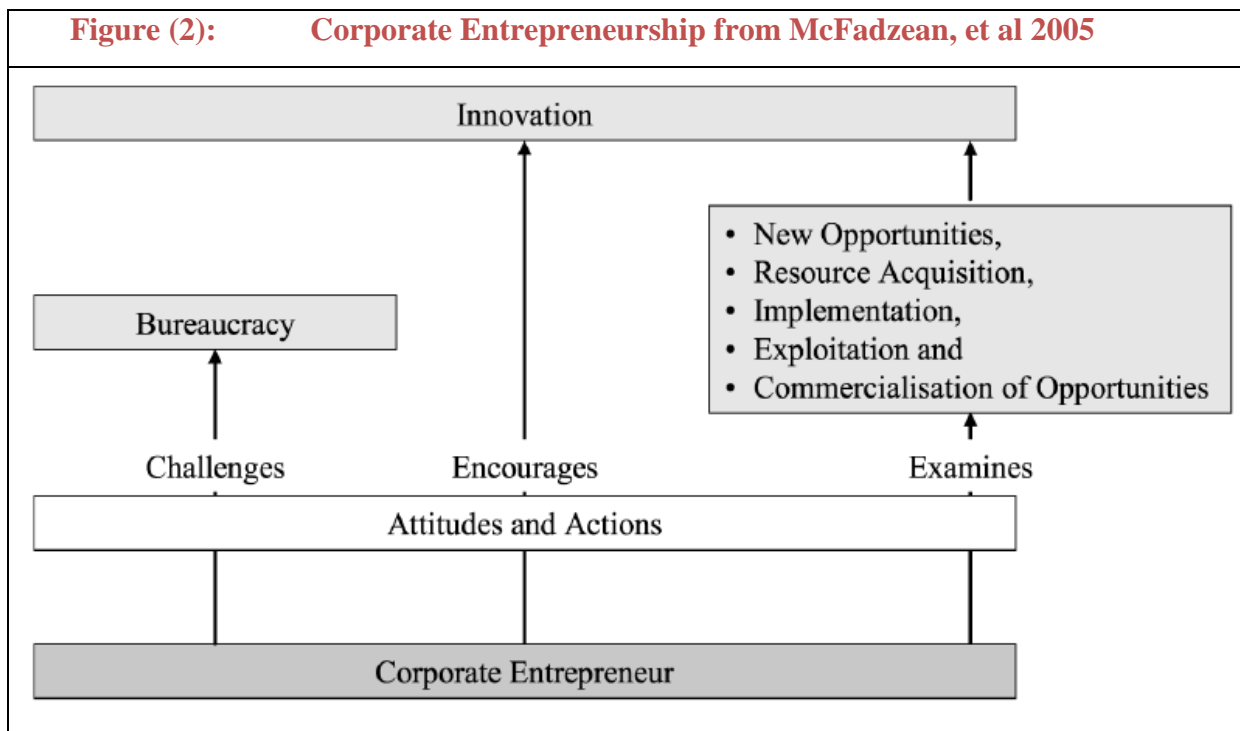 Figure (2): Corporate Entrepreneurship from McFadzean, et al 2005
Innovation
• New Opportunities,
• Resource Acquisition,
• Implementation,
• Exploitation and
• Commercialisation of Opportunities
Bureaucracy
Challenges
Encourages
Examines
Attitudes and Actions
Corporate Entrepreneur